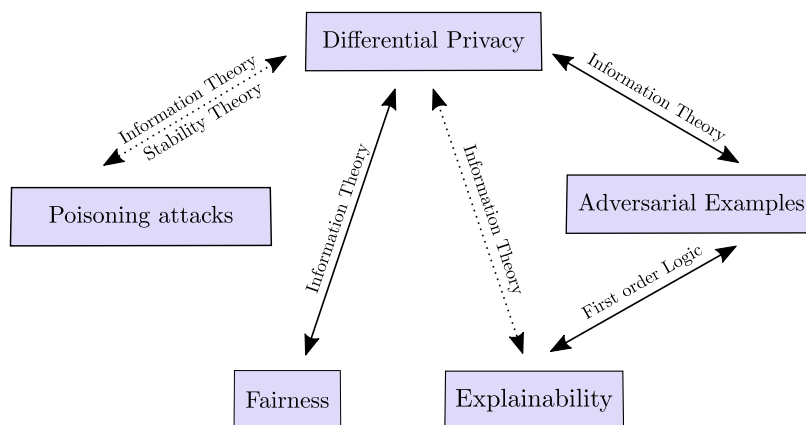 Differential Privacy
Information Theory
Stability Theory
Information Theory
Information Theory
Information Theory
Poisoning attacks
Adversarial Examples
First order Logic
Fairness
Explainability